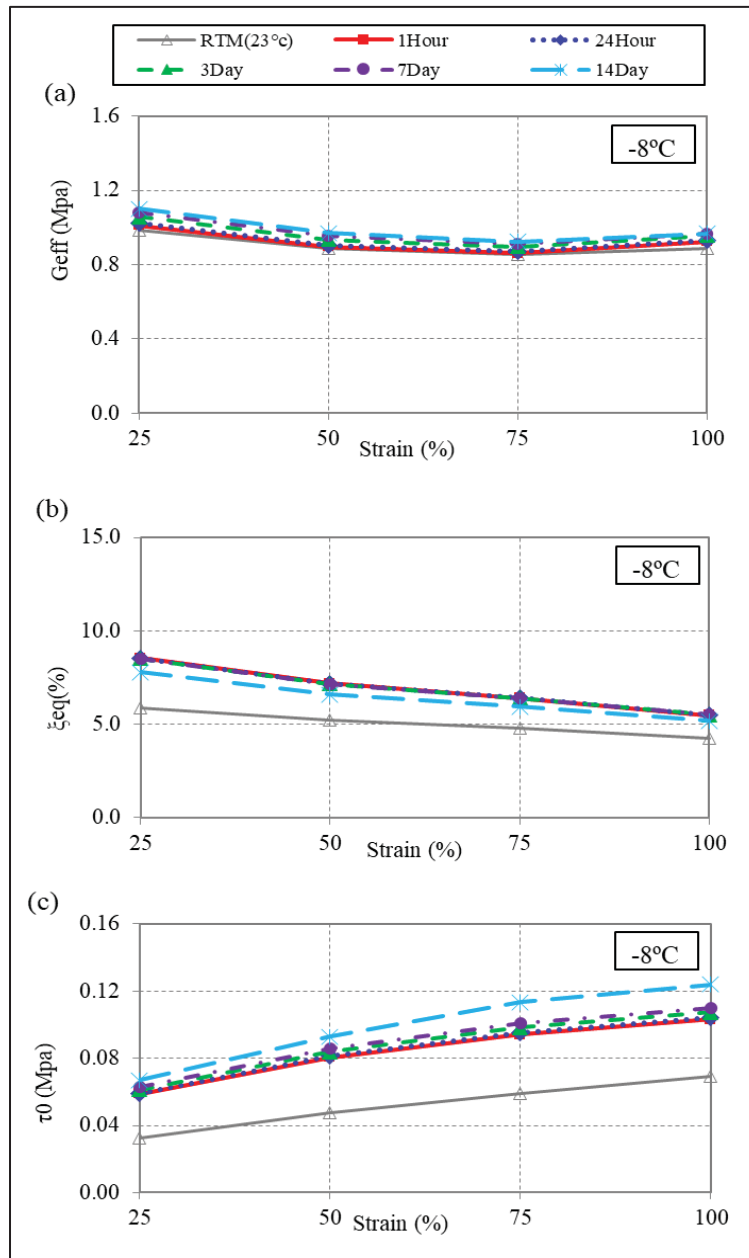 RTM(23°c) 1Hour 24Hour
3Day 7Day 14Day
(a)
1.6
-8ºC
1.2
Geff (Mpa)
0.8
0.4
0.0
25 50 75 100
Strain (%)
(b)
15.0
-8ºC
10.0
ξeq(%)
5.0
0.0
25 50 75 100
Strain (%)
(c)
0.16
-8ºC
0.12
τ0 (Mpa)
0.08
0.04
0.00
25 50 75 100
Strain (%)